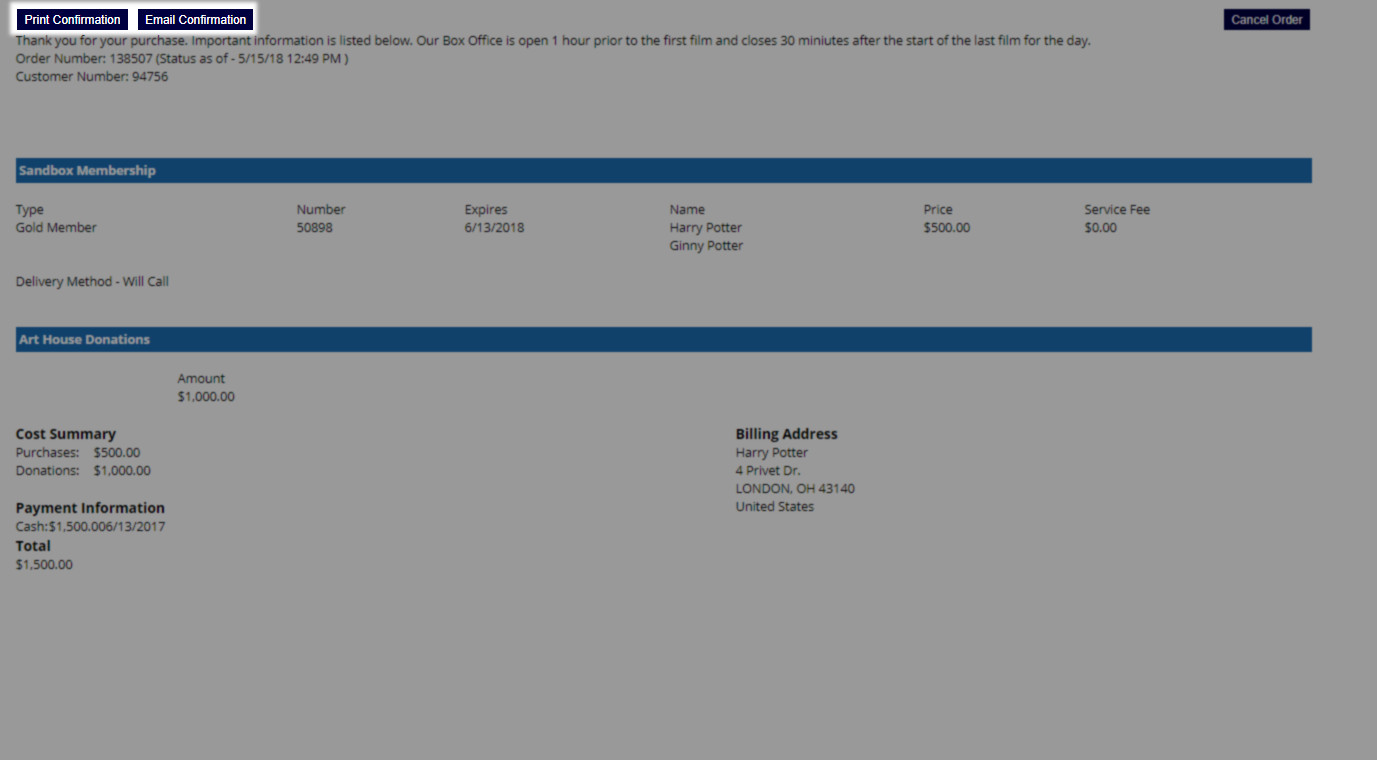 Print Confirmation Email Confirmation Cancel Order
Thank you for your purchase. Important information is listed below. Our Box Office is open 1 hour prior to the first film and closes 30 miniutes after the start of the last film for the day.
Order Number: 138507 (Status as of - 5/15/18 12:49 PM )
Customer Number: 94756
Sandbox Membership
Type Number Expires Name Price Service Fee
Gold Member 50898 6/13/2018 Harry Potter $500.00 $0.00
Ginny Potter
Delivery Method - Will Call
Art House Donations
Amount
$1,000.00
Cost Summary
Purchases: $500.00
Donations: $1,000.00
Payment Information
Cash:$1,500.006/13/2017
Total
$1,500.00
Billing Address
Harry Potter
4 Privet Dr.
LONDON, OH 43140
United States